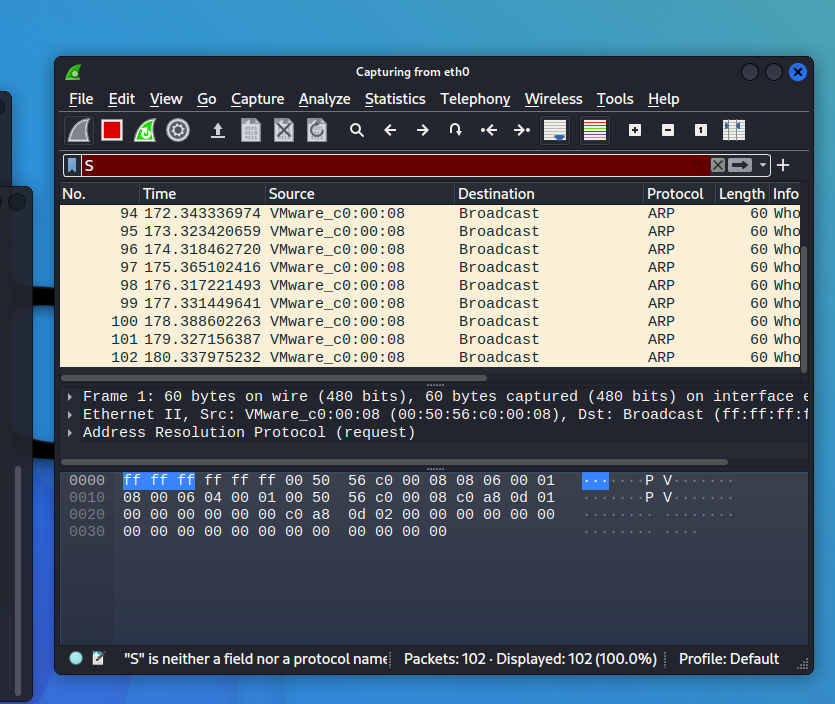 Capturing from eth0
File Edit View Go Capture Analyze Statistics Telephony Wireless Tools Help
S
No. Time Source Destination Protocol Length Info
94 172.343336974 VMware_c0:00:08 Broadcast ARP 60 Who
95 173.323420659 VMware_c0:00:08 Broadcast ARP 60 Who
96 174.318462720 VMware_c0:00:08 Broadcast ARP 60 Who
97 175.365102416 VMware_c0:00:08 Broadcast ARP 60 Who
98 176.317221493 VMware_c0:00:08 Broadcast ARP 60 Who
99 177.331449641 VMware_c0:00:08 Broadcast ARP 60 Who
100 178.388602263 VMware_c0:00:08 Broadcast ARP 60 Who
101 179.327156387 VMware_c0:00:08 Broadcast ARP 60 Who
102 180.337975232 VMware_c0:00:08 Broadcast ARP 60 Who
Frame 1: 60 bytes on wire (480 bits), 60 bytes captured (480 bits) on interface e
Ethernet II, Src: VMware_c0:00:08 (00:50:56:c0:00:08), Dst: Broadcast (ff:ff:ff:f
Address Resolution Protocol (request)
0000 ff ff ff ff ff ff 00 50 56 c0 00 08 08 06 00 01 ·······P V·······
0010 08 00 06 04 00 01 00 50 56 c0 00 08 c0 a8 0d 01 ·······P V·······
0020 00 00 00 00 00 00 c0 a8 0d 02 00 00 00 00 00 00 ········ ········
0030 00 00 00 00 00 00 00 00 00 00 00 00 ········ ····
"S" is neither a field nor a protocol name Packets: 102 · Displayed: 102 (100.0%) Profile: Default